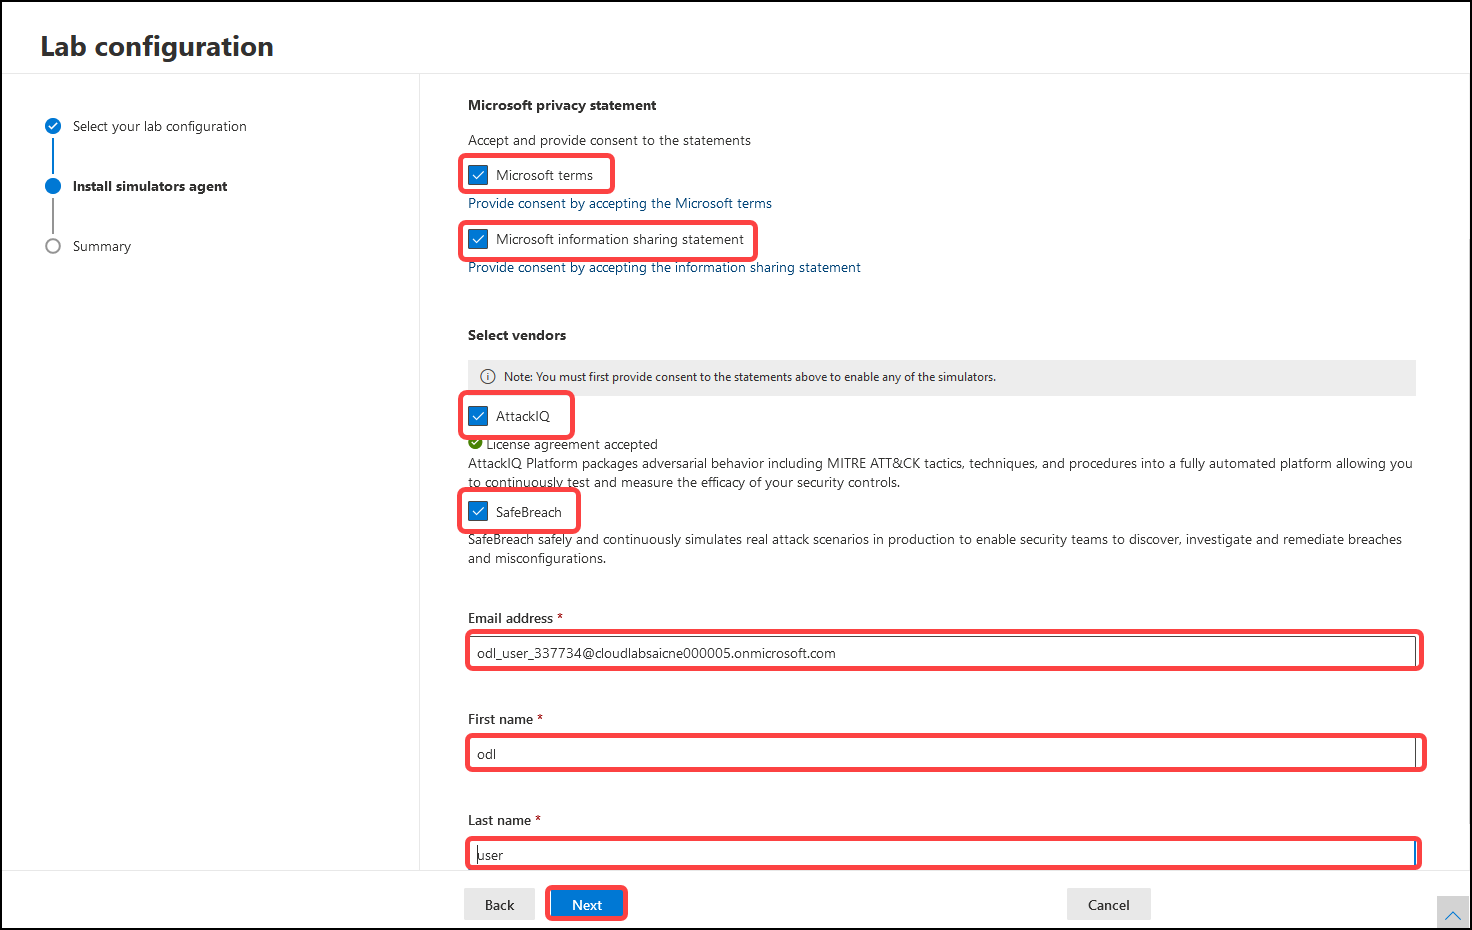 Lab configuration
Select your lab configuration
Install simulators agent
Summary
Microsoft privacy statement
Accept and provide consent to the statements
Microsoft terms
Provide consent by accepting the Microsoft terms
Microsoft information sharing statement
Provide consent by accepting the information sharing statement
Select vendors
Note: You must first provide consent to the statements above to enable any of the simulators.
AttackIQ
License agreement accepted
AttackIQ Platform packages adversarial behavior including MITRE ATT&CK tactics, techniques, and procedures into a fully automated platform allowing you
to continuously test and measure the efficacy of your security controls.
SafeBreach
SafeBreach safely and continuously simulates real attack scenarios in production to enable security teams to discover, investigate and remediate breaches
and misconfigurations.
Email address *
odl_user_337734@cloudlabsaicne000005.onmicrosoft.com
First name *
odl
Last name *
user
Back
Next
Cancel